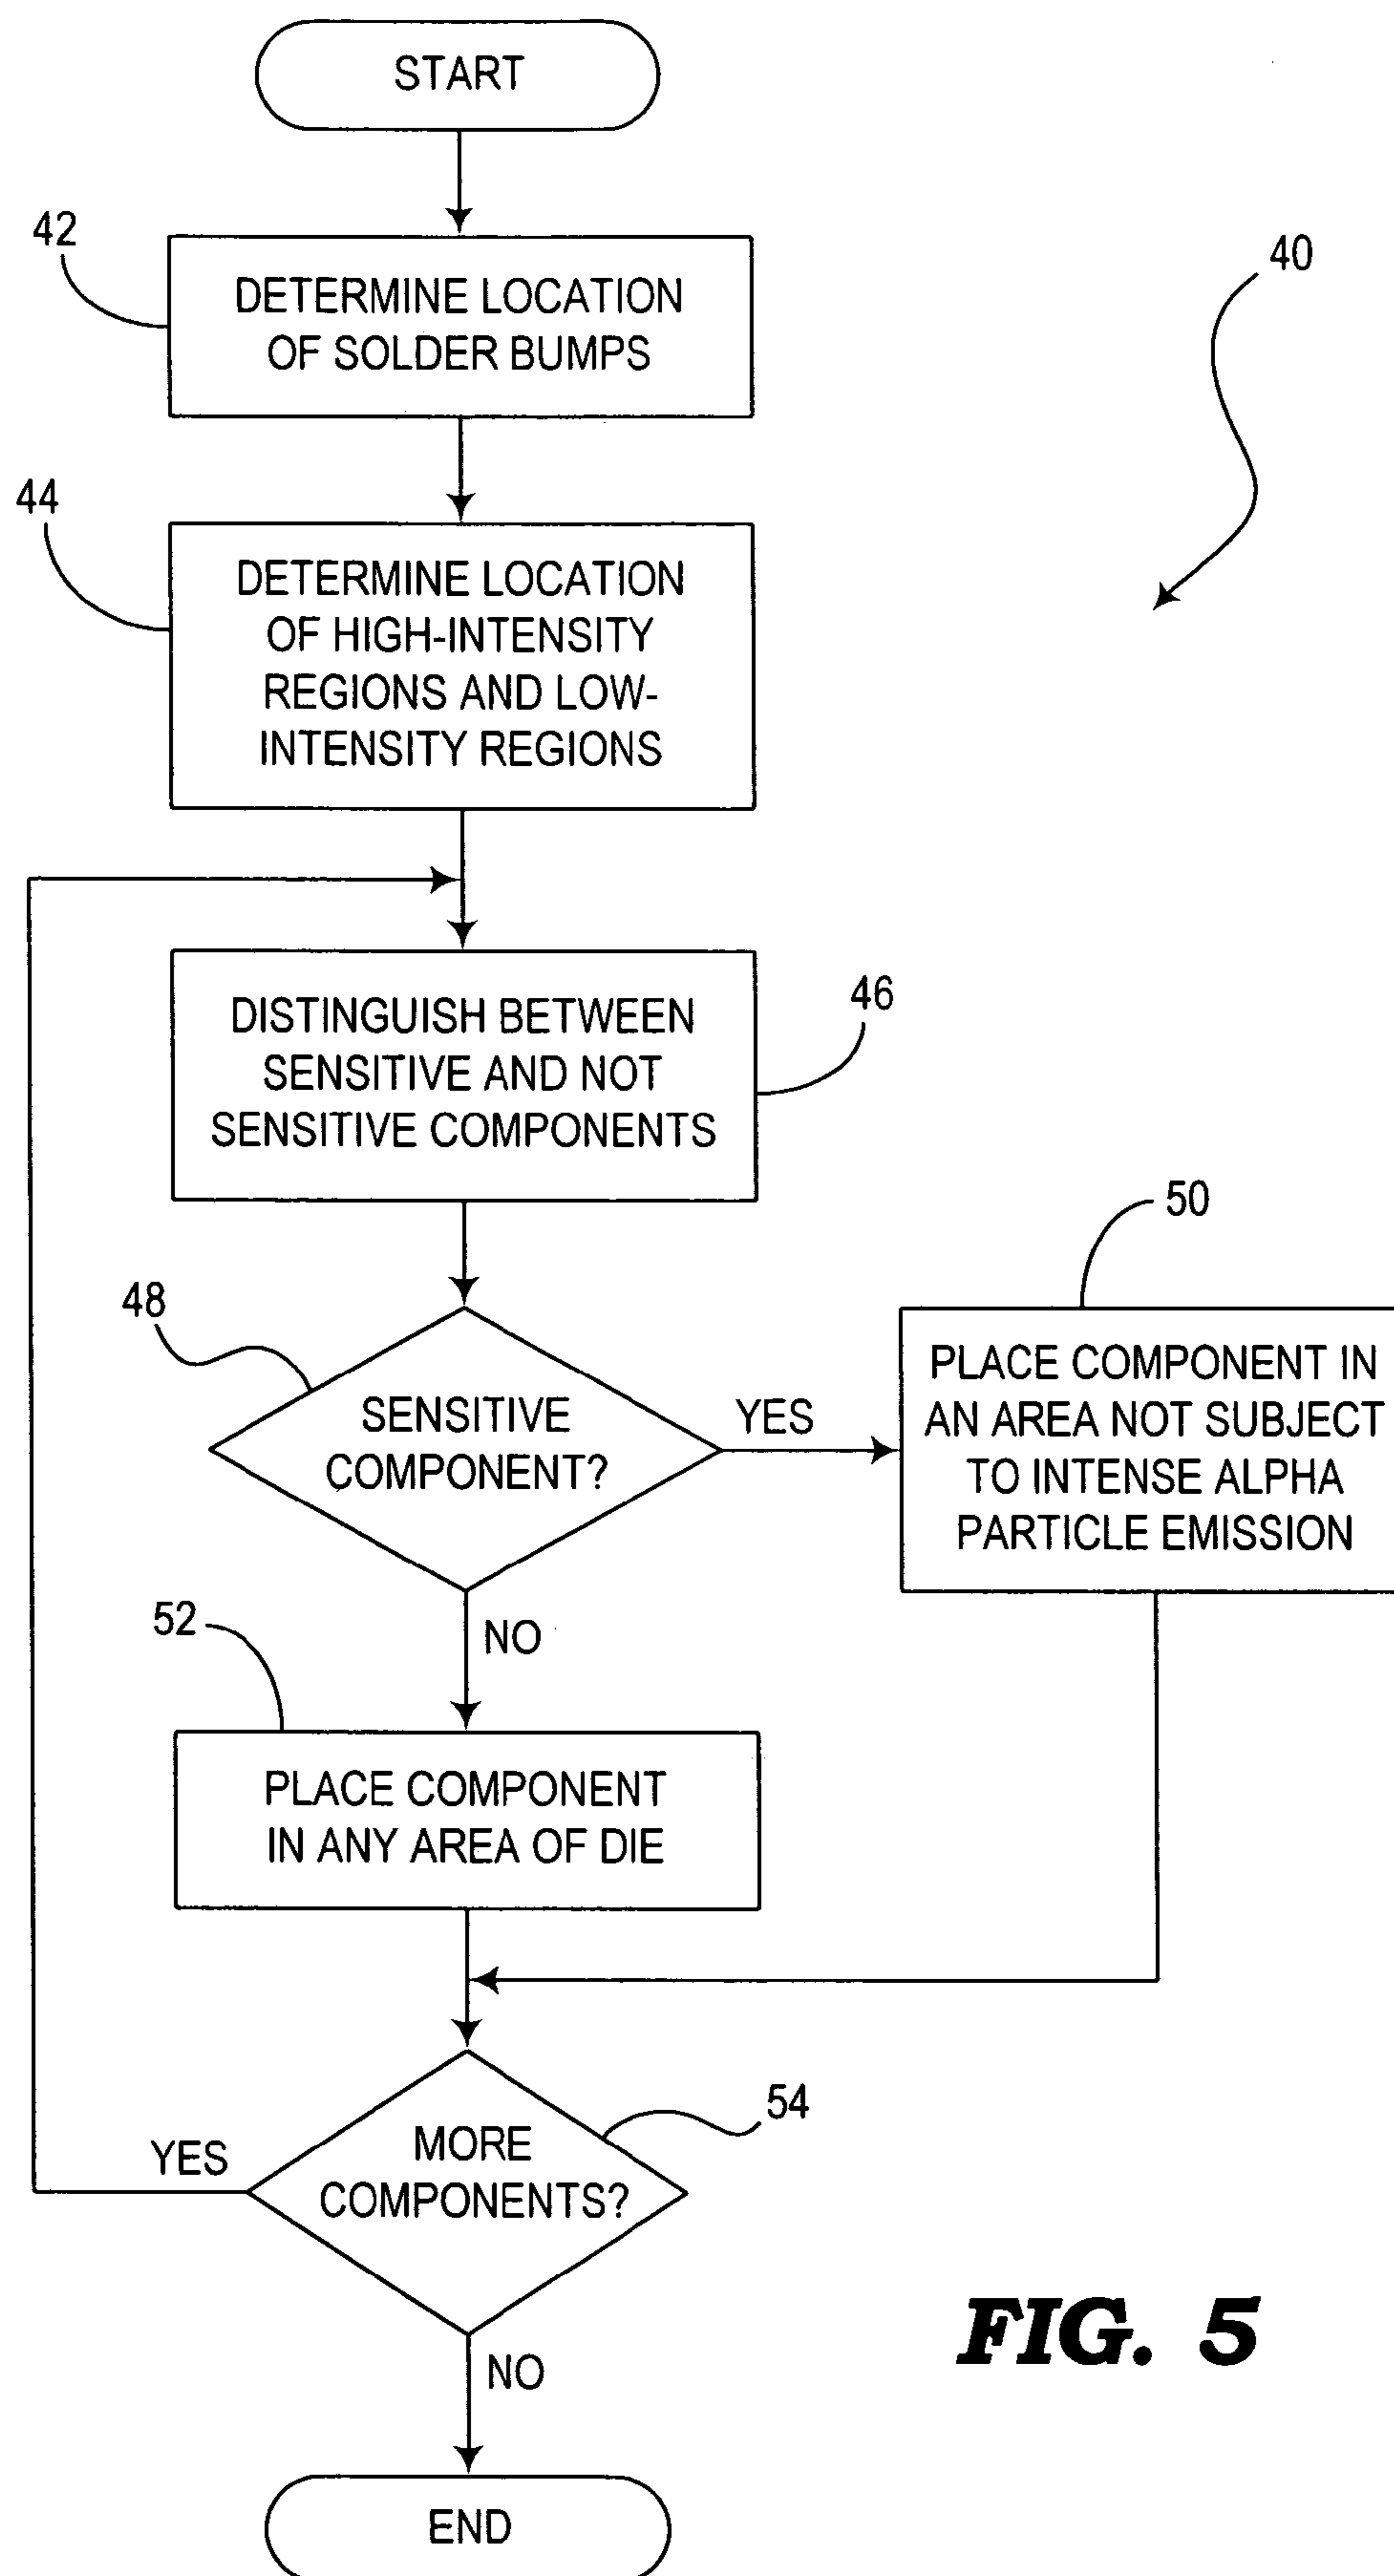 START
42
DETERMINE LOCATION
OF SOLDER BUMPS
40
44
DETERMINE LOCATION
OF HIGH-INTENSITY
REGIONS AND LOW-
INTENSITY REGIONS
46
DISTINGUISH BETWEEN
SENSITIVE AND NOT
SENSITIVE COMPONENTS
48
SENSITIVE
COMPONENT?
YES
50
PLACE COMPONENT IN
AN AREA NOT SUBJECT
TO INTENSE ALPHA
PARTICLE EMISSION
NO
52
PLACE COMPONENT
IN ANY AREA OF DIE
54
MORE
COMPONENTS?
YES
NO
END
FIG. 5